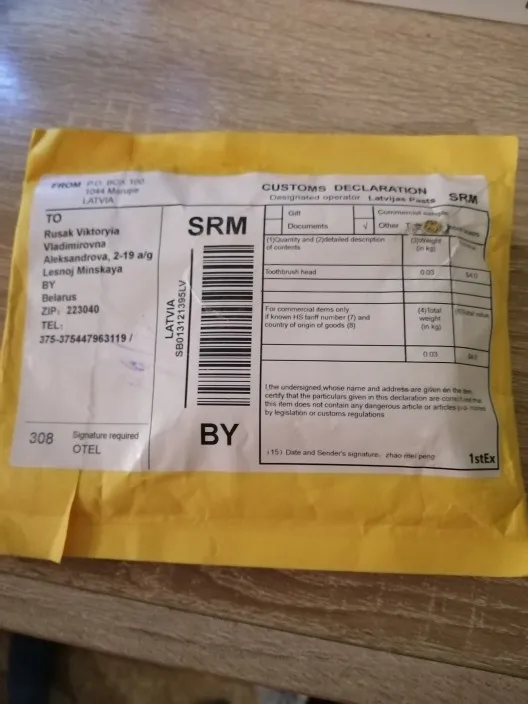 FROM P.O. BOX 100
1044 Marupe
LATVIA
TO
Rusak Viktoryia
Vladimirovna
Aleksandrova, 2-19 a/g
Lesnoj Minskaya
BY
Belarus
ZIP: 223040
TEL:
375-375447963119 /
308
Signature required
OTEL
SRM
LATVIA
SB013121395LV
BY
CUSTOMS DECLARATION
Designated operator Latvijas Pasts SRM
Gift
Commercial sample
Documents
√ Other
(1)Quantity and (2)detailed description
of contents
(3)Weight
(in kg)
Toothbrush head
0.03
$4.0
For commercial items only
if known HS tariff number (7) and
country of origin of goods (8)
(4)Total
weight
(in kg)
Total value
0.03
I,the undersigned,whose name and address are given on the item,
certify that the particulars given in this declaration are correct
this item does not contain any dangerous article or articles
by legislation or customs regulations
(15) Date and Sender's signature, zhao mei peng
1stEx